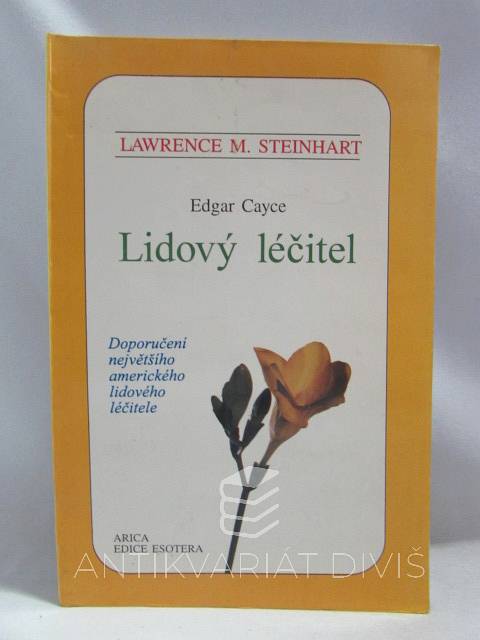 LAWRENCE M. STEINHART
Edgar Cayce
Lidový léčitel
Doporučení
největšího
amerického
lidového
léčitele
ARICA
EDICE ESOTERA
ANTIKVARIÁT DIVIŠ